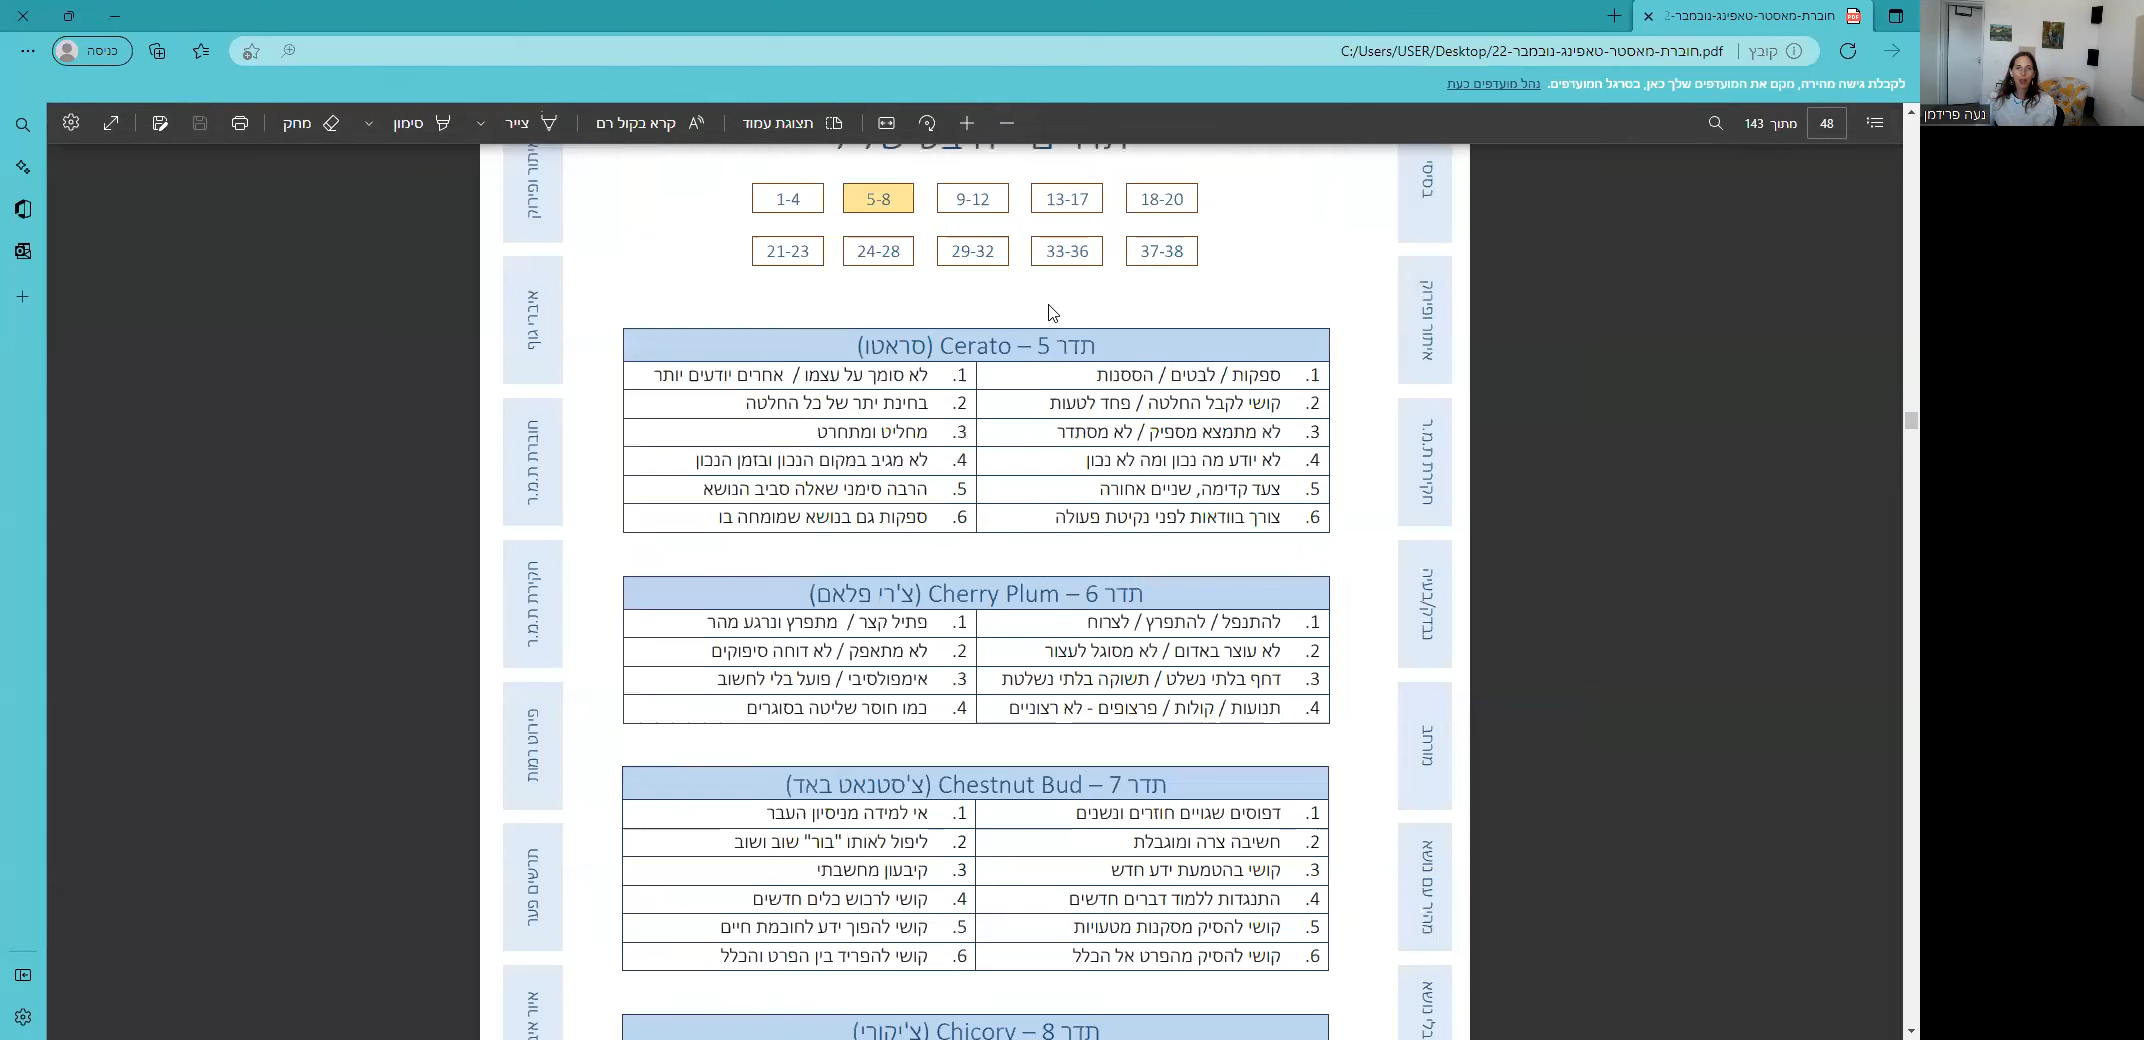 חוברת-מאסטר-טאפינג-נובמבר-2
כניסה
קובץ
C:/Users/USER/Desktop/חוברת-מאסטר-טאפינג-נובמבר-22.pdf
לקבלת גישה מהירה, מקם את המועדפים שלך כאן, בסרגל המועדפים. נהל מועדפים כעת
48 מתוך 143
תצוגת עמוד
קרא בקול רם
צייר
סימון
מחק
נעה פרידמן
1-4 5-8 9-12 13-17 18-20
21-23 24-28 29-32 33-36 37-38
תדר 5 – Cerato (סראטו)
1. ספקות / לבטים / הססנות 1. לא סומך על עצמו / אחרים יודעים יותר
2. קושי לקבל החלטה / פחד לטעות 2. בחינת יתר של כל החלטה
3. לא מתמצא מספיק / לא מסתדר 3. מחליט ומתחרט
4. לא יודע מה נכון ומה לא נכון 4. לא מגיב במקום הנכון ובזמן הנכון
5. צעד קדימה, שניים אחורה 5. הרבה סימני שאלה סביב הנושא
6. צורך בוודאות לפני נקיטת פעולה 6. ספקות גם בנושא שמומחה בו
תדר 6 – Cherry Plum (צ'רי פלאם)
1. להתנפל / להתפרץ / לצרוח 1. פתיל קצר / מתפרץ ונרגע מהר
2. לא עוצר באדום / לא מסוגל לעצור 2. לא מתאפק / לא דוחה סיפוקים
3. דחף בלתי נשלט / תשוקה בלתי נשלטת 3. אימפולסיבי / פועל בלי לחשוב
4. תנועות / קולות / פרצופים - לא רצוניים 4. כמו חוסר שליטה בסוגרים
תדר 7 – Chestnut Bud (צ'סטנאט באד)
1. דפוסים שגויים חוזרים ונשנים 1. אי למידה מניסיון העבר
2. חשיבה צרה ומוגבלת 2. ליפול לאותו "בור" שוב ושוב
3. קושי בהטמעת ידע חדש 3. קיבעון מחשבתי
4. התנגדות ללמוד דברים חדשים 4. קושי לרכוש כלים חדשים
5. קושי להסיק מסקנות מטעויות 5. קושי להפוך ידע לחוכמת חיים
6. קושי להסיק מהפרט אל הכלל 6. קושי להפריד בין הפרט והכלל
תדר 8 – Chicory (צ'יקורי)
בסיסי
איתור ופירוק
חקירת ת.מ.ר
נבדק/בעיה
מורחב
מהיר עם נושא
בלי נושא
איתור ופירוק
איברי גוף
חוברת ת.מ.ר
חקירת ת.מ.ר
פירוט רמות
תרשים פער